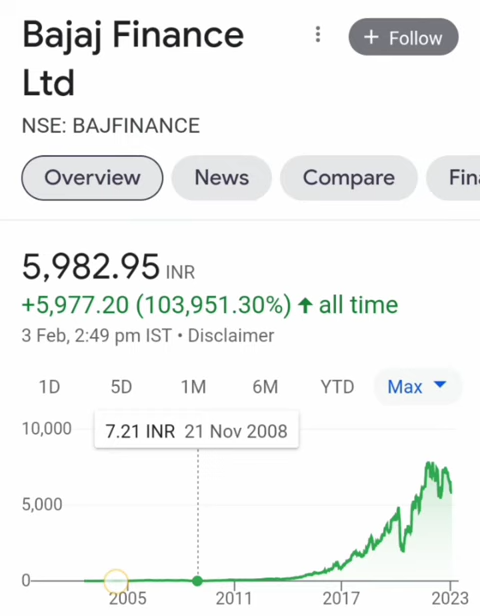 Bajaj Finance
Ltd
+ Follow
NSE: BAJFINANCE
Overview News Compare Fin
5,982.95 INR
+5,977.20 (103,951.30%) ↑ all time
3 Feb, 2:49 pm IST • Disclaimer
1D 5D 1M 6M YTD Max
10,000
7.21 INR 21 Nov 2008
5,000
0
2005 2011 2017 2023